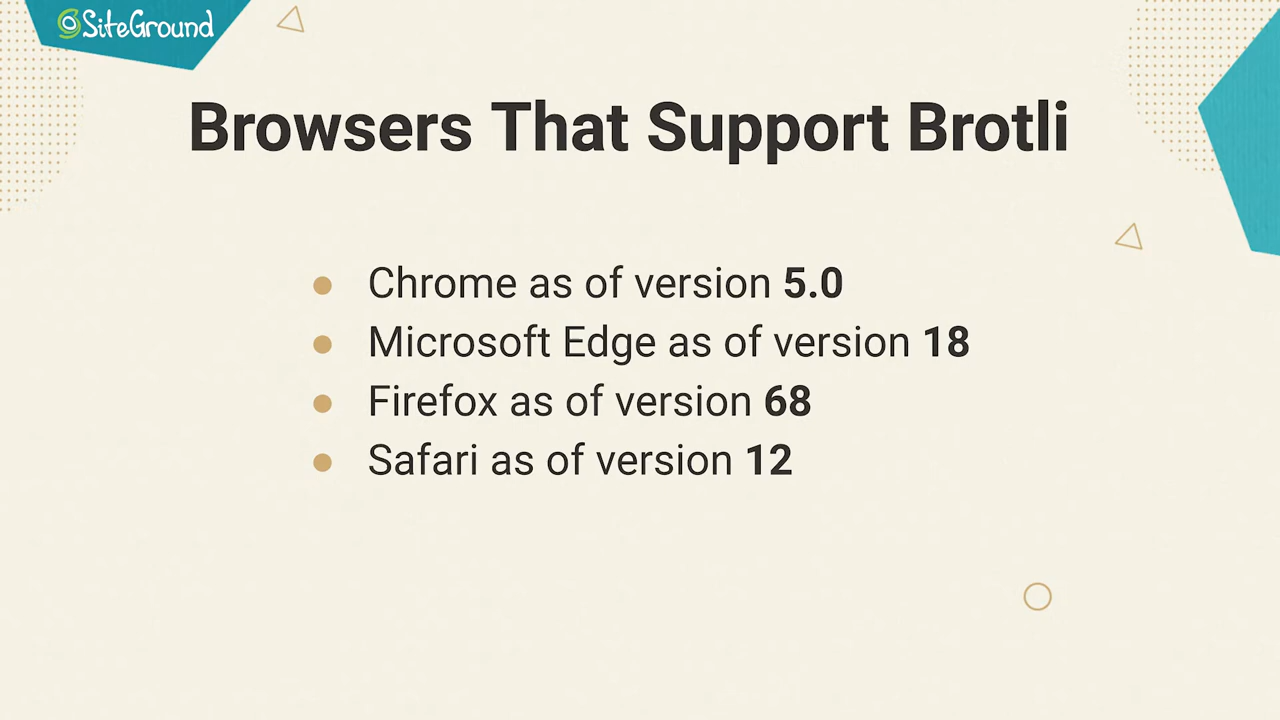 SiteGround
Browsers That Support Brotli
Chrome as of version 5.0
Microsoft Edge as of version 18
Firefox as of version 68
Safari as of version 12